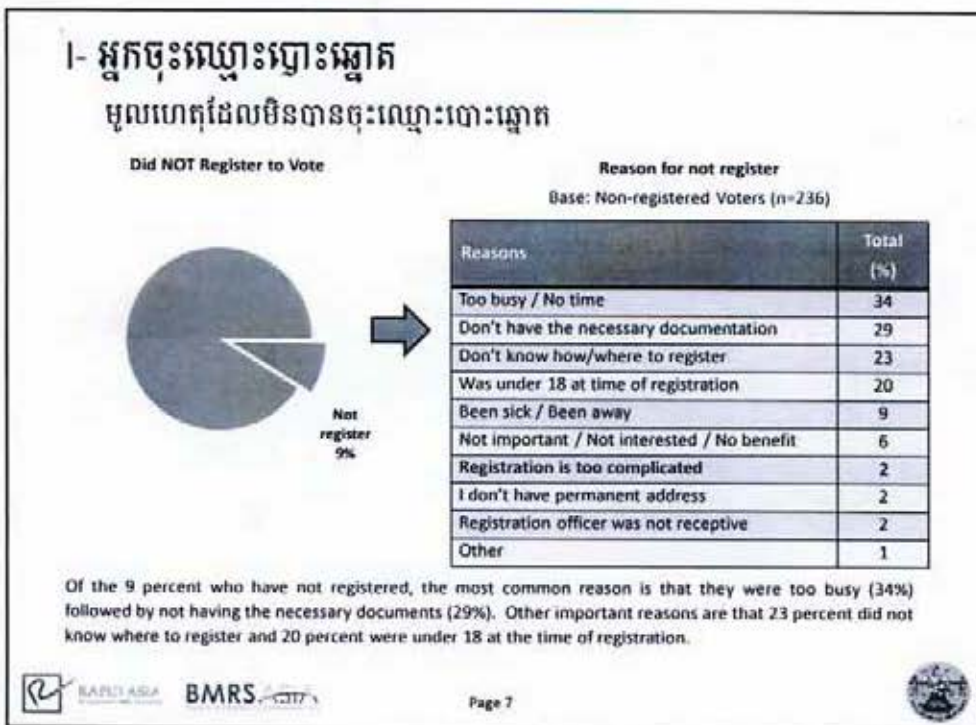 I- អ្នកចុះឈ្មោះបោះឆ្នោត
មូលហេតុដែលមិនបានចុះឈ្មោះបោះឆ្នោត
Did NOT Register to Vote
Not
register
9%
Reason for not register
Base: Non-registered Voters (n=236)
Reasons Total (%)
Too busy / No time 34
Don't have the necessary documentation 29
Don't know how/where to register 23
Was under 18 at time of registration 20
Been sick / Been away 9
Not important / Not interested / No benefit 6
Registration is too complicated 2
I don't have permanent address 2
Registration officer was not receptive 2
Other 1
Of the 9 percent who have not registered, the most common reason is that they were too busy (34%)
followed by not having the necessary documents (29%). Other important reasons are that 23 percent did not
know where to register and 20 percent were under 18 at the time of registration.
BMRS
Page 7